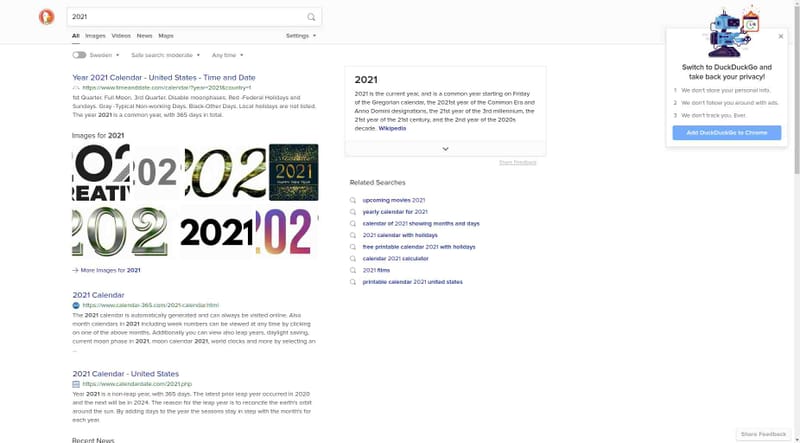 2021
All Images Videos News Maps Settings
Sweden Safe search: moderate Any time
Year 2021 Calendar - United States - Time and Date
https://www.timeanddate.com/calendar/?year=2021&country=1
1st Quarter. Full Moon. 3rd Quarter. Disable moonphases. Red -Federal Holidays and
Sundays. Gray -Typical Non-working Days. Black-Other Days. Local holidays are not listed.
The year 2021 is a common year, with 365 days in total.
Images for 2021
202
202
202
2021
202
2021
202
More Images for 2021
2021 Calendar
https://www.calendar-365.com/2021-calendar.html
The 2021 calendar is automatically generated and can always be visited online. Also
month calendars in 2021 including week numbers can be viewed at any time by clicking
on one of the above months. Additionally you can view also leap years, daylight saving,
current moon phase in 2021, moon calendar 2021, world clocks and more by selecting an
...
2021 Calendar - United States
https://www.calendardate.com/2021.php
Year 2021 is a non-leap year, with 365 days. The latest prior leap year occurred in 2020
and the next will be in 2024. The reason for the leap year is to reconcile the earth's orbit
around the sun. By adding days to the year the seasons stay in step with the month's for
each year.
Recent News
2021
2021 is the current year, and is a common year starting on Friday
of the Gregorian calendar, the 2021st year of the Common Era and
Anno Domini designations, the 21st year of the 3rd millennium, the
21st year of the 21st century, and the 2nd year of the 2020s
decade. Wikipedia
Share Feedback
Related Searches
upcoming movies 2021
yearly calendar for 2021
calendar of 2021 showing months and days
2021 calendar with holidays
free printable calendar 2021 with holidays
calendar 2021 calculator
2021 films
printable calendar 2021 united states
Switch to DuckDuckGo and
take back your privacy!
1 We don't store your personal info.
2 We don't follow you around with ads.
3 We don't track you. Ever.
Add DuckDuckGo to Chrome
Share Feedback